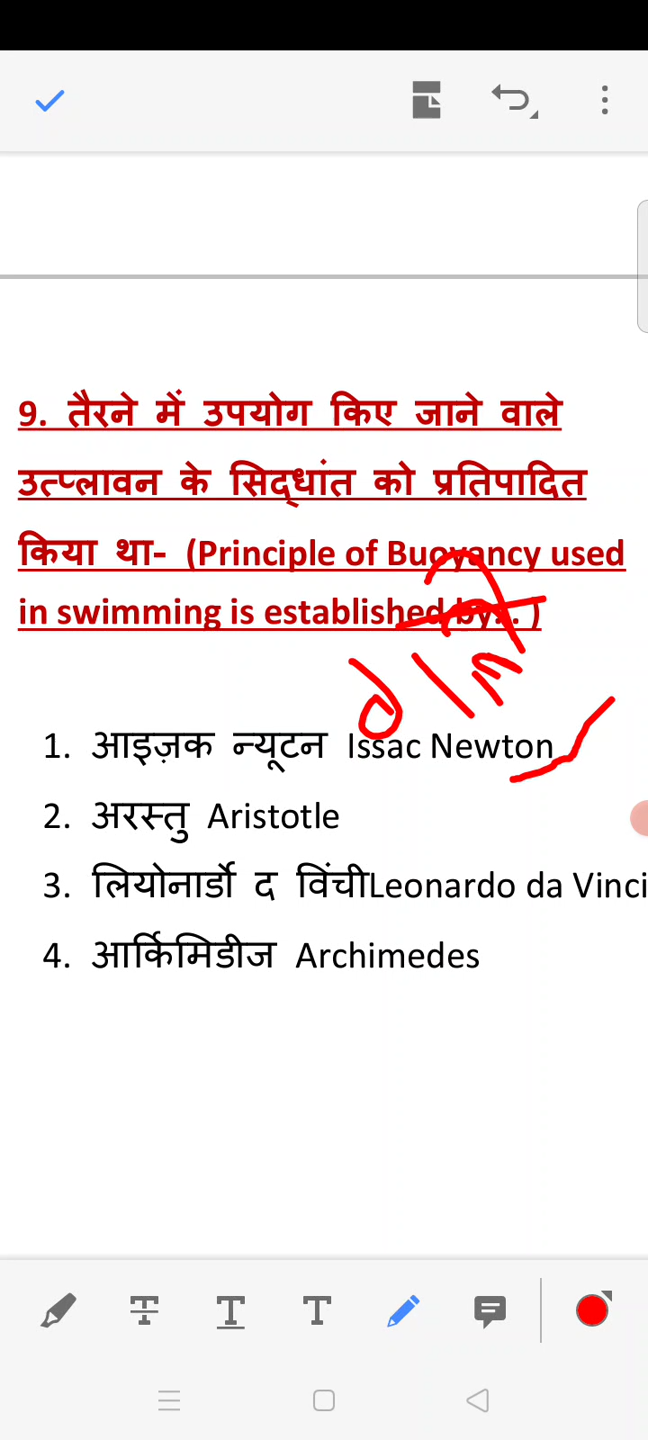 9. तैरने में उपयोग किए जाने वाले
उत्प्लावन के सिद्धांत को प्रतिपादित
किया था- (Principle of Buoyancy used
in swimming is established by.. )
1. आइज़क न्यूटन Issac Newton
2. अरस्तु Aristotle
3. लियोनार्डो द विंचीLeonardo da Vinci
4. आर्किमिडीज Archimedes